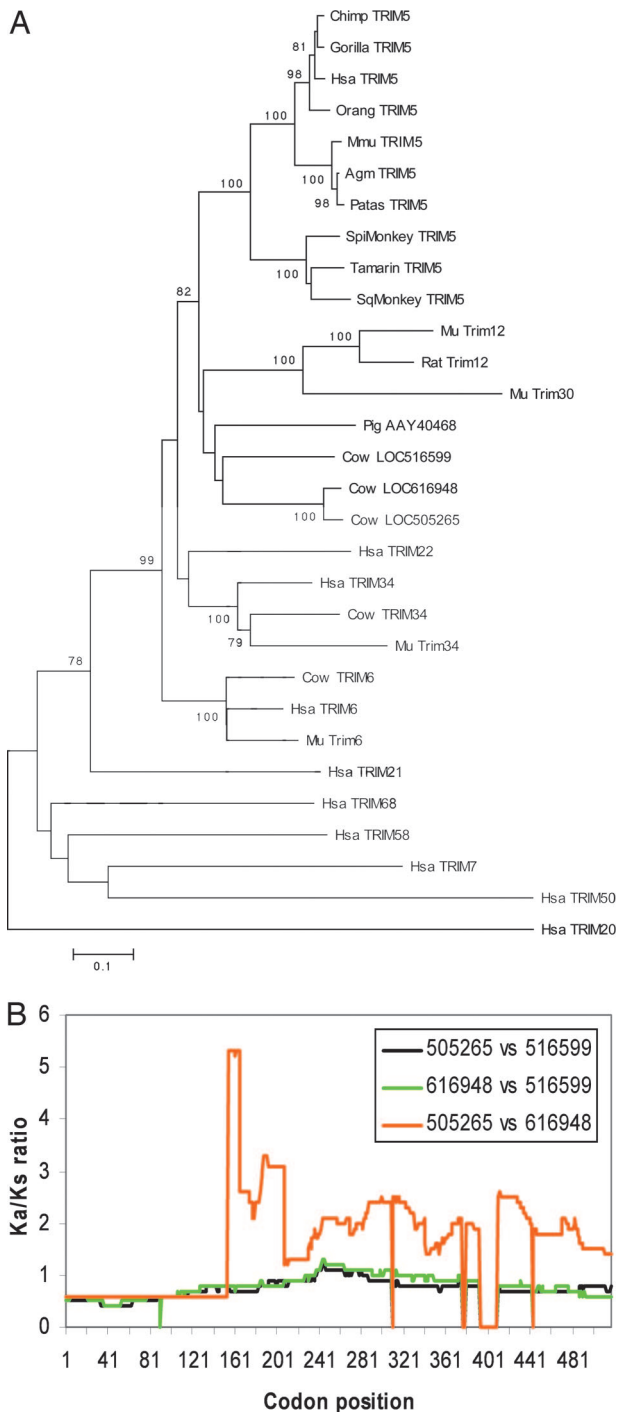 A
Chimp TRIM5
81
Gorilla TRIM5
98
Hsa TRIM5
Orang TRIM5
100
Mmu TRIM5
100
Agm TRIM5
98
Patas TRIM5
100
SpiMonkey TRIM5
100
Tamarin TRIM5
SqMonkey TRIM5
82
Mu Trim12
100
Rat Trim12
100
Mu Trim30
Pig AAY40468
Cow LOC516599
Cow LOC616948
100
Cow LOC505265
Hsa TRIM22
99
Hsa TRIM34
100
Cow TRIM34
79
Mu Trim34
78
Cow TRIM6
Hsa TRIM6
100
Mu Trim6
Hsa TRIM21
Hsa TRIM68
Hsa TRIM58
Hsa TRIM7
Hsa TRIM50
Hsa TRIM20
0.1
B
Ka/Ks ratio
6
5
4
3
2
1
0
505265 vs 516599
616948 vs 516599
505265 vs 616948
1 41 81 121 161 201 241 281 321 361 401 441 481
Codon position